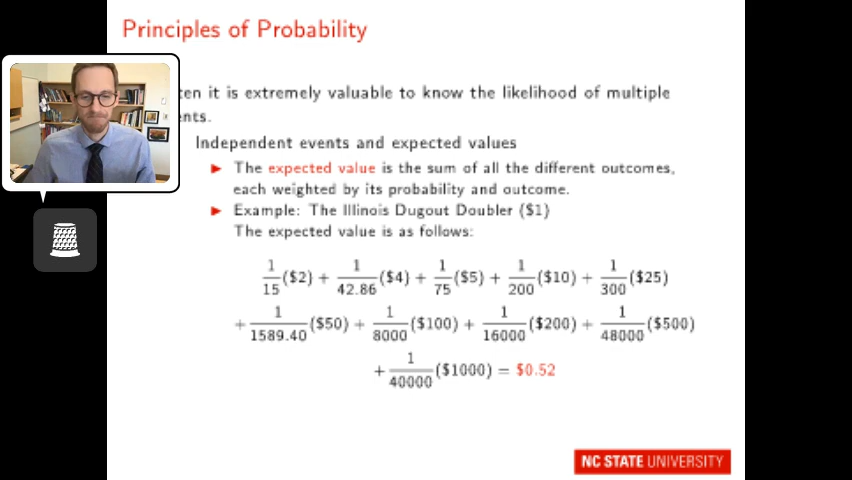 Principles of Probability
ten it is extremely valuable to know the likelihood of multiple
nts.
Independent events and expected values
► The expected value is the sum of all the different outcomes,
each weighted by its probability and outcome.
► Example: The Illinois Dugout Doubler ($1)
The expected value is as follows:
1/15 ($2) + 1/42.86 ($4) + 1/75 ($5) + 1/200 ($10) + 1/300 ($25)
+ 1/1589.40 ($50) + 1/8000 ($100) + 1/16000 ($200) + 1/48000 ($500)
+ 1/40000 ($1000) = $0.52
NC STATE UNIVERSITY